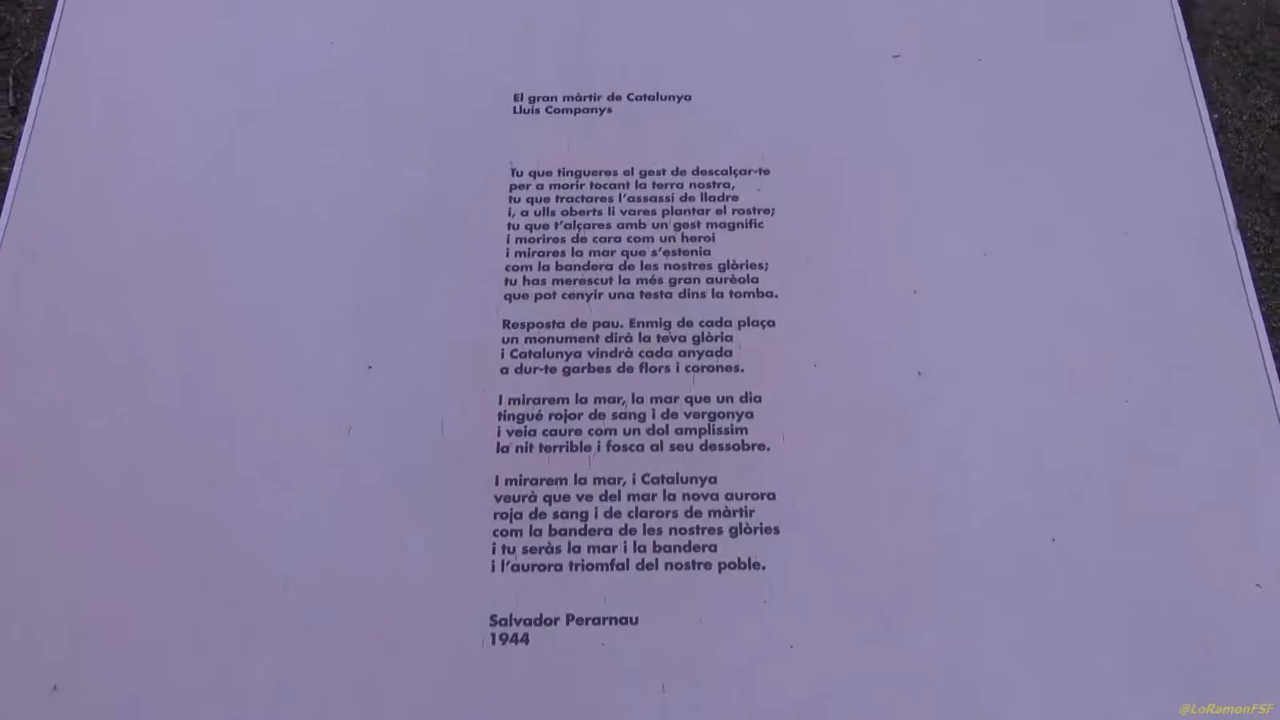 El gran màrtir de Catalunya
Lluis Companys
Tu que tingueres el gest de descalçar-te
per a morir tocant la terra nostra,
tu que tractares l'assassí de lladre
i, a ulls oberts li vares plantar el rostre;
tu que t'alçares amb un gest magnífic
i morires de cara com un heroi
i mirares la mar que s'estenia
com la bandera de les nostres glòries;
tu has merescut la més gran aurèola
que pot cenyir una testa dins la tomba.
Resposta de pau. Enmig de cada plaça
un monument dirà la teva glòria
i Catalunya vindrà cada anyada
a dur-te garbes de flors i corones.
I mirarem la mar, la mar que un dia
tingué rojor de sang i de vergonya
i veia caure com un dol amplíssim
la nit terrible i fosca al seu dessobre.
I mirarem la mar, i Catalunya
veurà que ve del mar la nova aurora
roja de sang i de clarors de màrtir
com la bandera de les nostres glòries
i tu seràs la mar i la bandera
i l'aurora triomfal del nostre poble.
Salvador Perarnau
1944
@LoRamonFSF